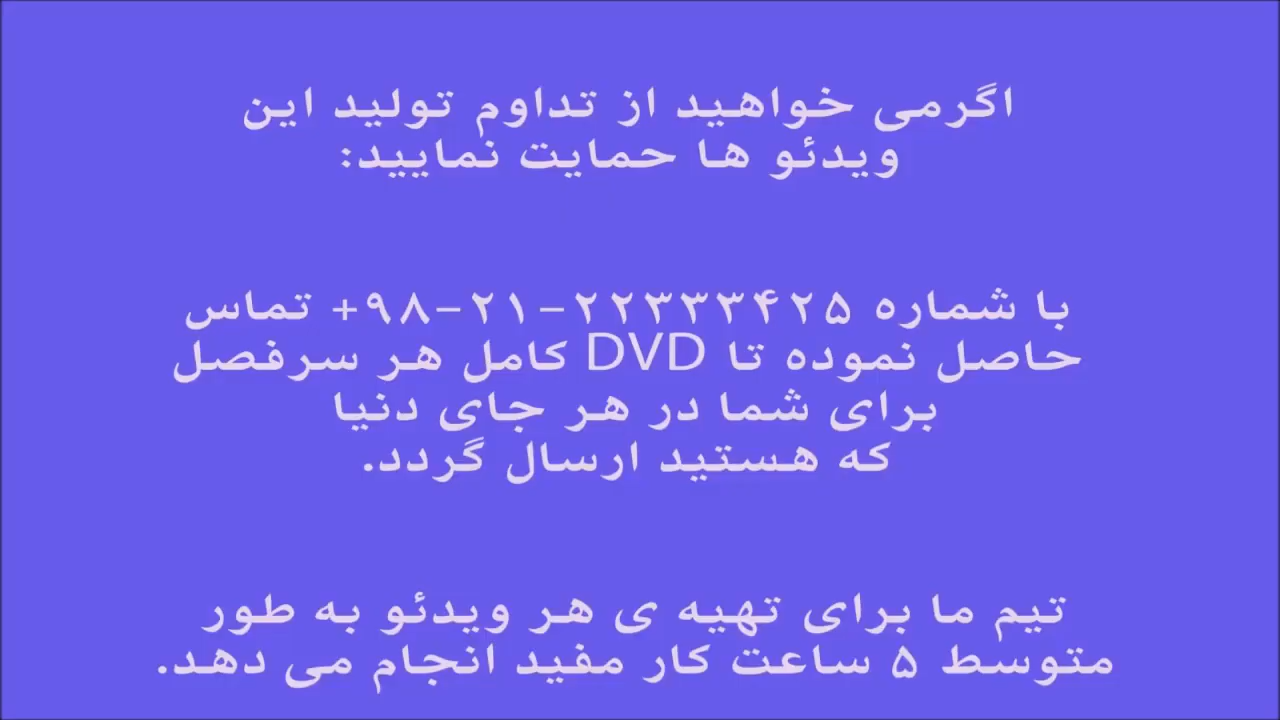 اگرمی خواهید از تداوم تولید این
ویدئو ها حمایت نمایید:
با شماره ۲۲۳۳۳۴۲۵-۲۱-۹۸+ تماس
حاصل نموده تا DVD کامل هر سرفصل
برای شما در هر جای دنیا
که هستید ارسال گردد.
تیم ما برای تهیه ی هر ویدئو به طور
متوسط ۵ ساعت کار مفید انجام می دهد.